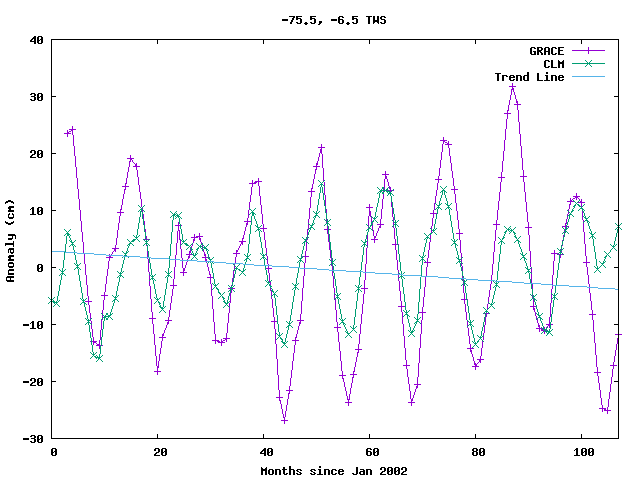 -75.5, -6.5 TWS
GRACE
CLM
Trend Line
Anomaly (cm)
40
30
20
10
0
-10
-20
-30
0 20 40 60 80 100
Months since Jan 2002